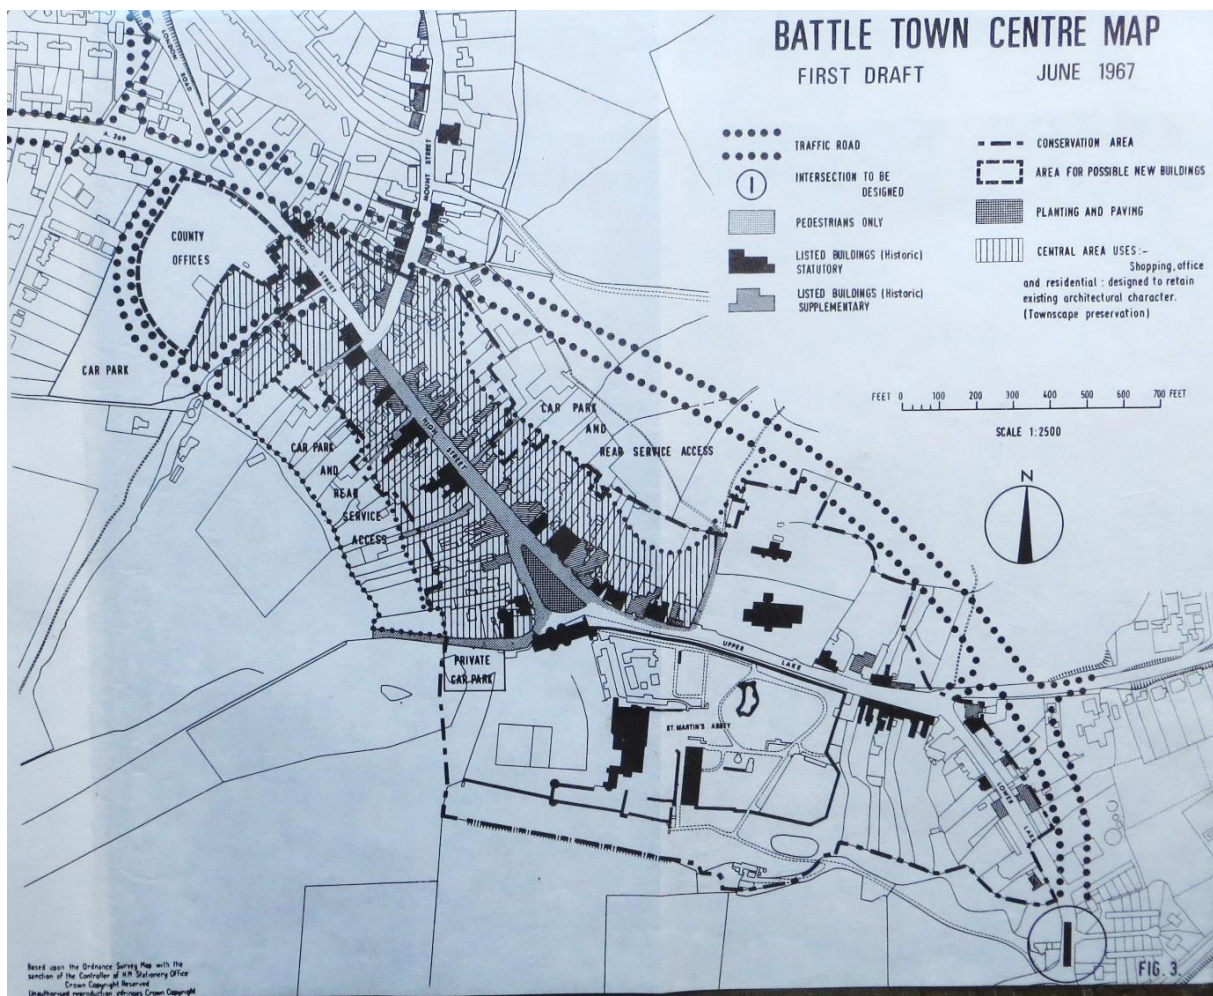 BATTLE TOWN CENTRE MAP
FIRST DRAFT JUNE 1967
TRAFFIC ROAD
INTERSECTION TO BE
DESIGNED
PEDESTRIANS ONLY
LISTED BUILDINGS (Historic)
STATUTORY
LISTED BUILDINGS (Historic)
SUPPLEMENTARY
CONSERVATION AREA
AREA FOR POSSIBLE NEW BUILDINGS
PLANTING AND PAVING
CENTRAL AREA USES:-
Shopping, office
and residential : designed to retain
existing architectural character.
(Townscape preservation)
FEET 0 100 200 300 400 500 600 700 FEET
SCALE 1:2500
N
LONDON ROAD
A. 269
MOUNT STREET
COUNTY
OFFICES
HIGH
STREET
CAR PARK
CAR PARK
AND
REAR SERVICE ACCESS
HIGH STREET
CAR PARK
AND
REAR
SERVICE
ACCESS
PRIVATE
CAR PARK
UPPER LAKE
ST. MARTIN'S ABBEY
LOWER LAKE
FIG. 3.
Based upon the Ordnance Survey Map with the
sanction of the Controller of H.M Stationery Office
Crown Copyright Reserved
Unauthorised reproduction infringes Crown Copyright